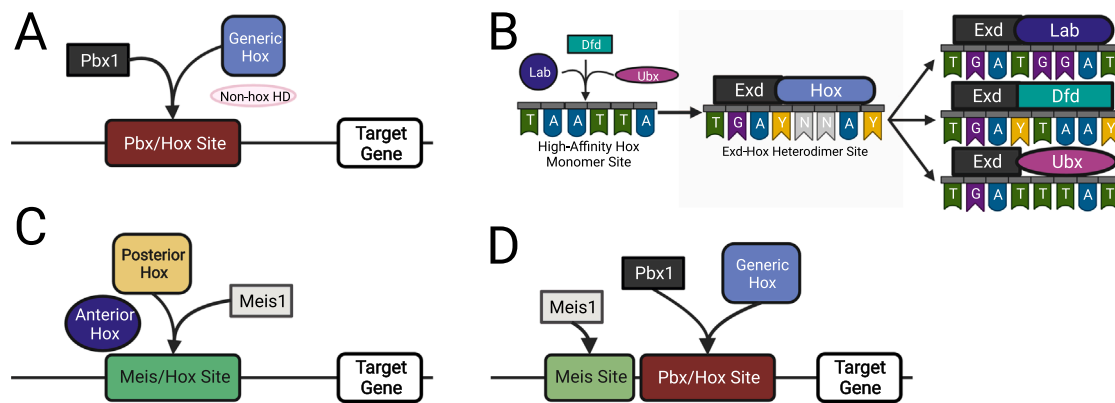 A
Pbx1
Generic
Hox
Non-hox HD
Pbx/Hox Site
Target
Gene
B
Lab
Dfd
Ubx
T A A T T A
High-Affinity Hox
Monomer Site
Exd Hox
T G A Y N N A Y
Exd-Hox Heterodimer Site
Exd Lab
T G A T G G A T
Exd Dfd
T G A Y T A A Y
Exd Ubx
T G A T T T A T
C
Posterior
Hox
Anterior
Hox
Meis1
Meis/Hox Site
Target
Gene
D
Meis1
Pbx1
Generic
Hox
Meis Site
Pbx/Hox Site
Target
Gene